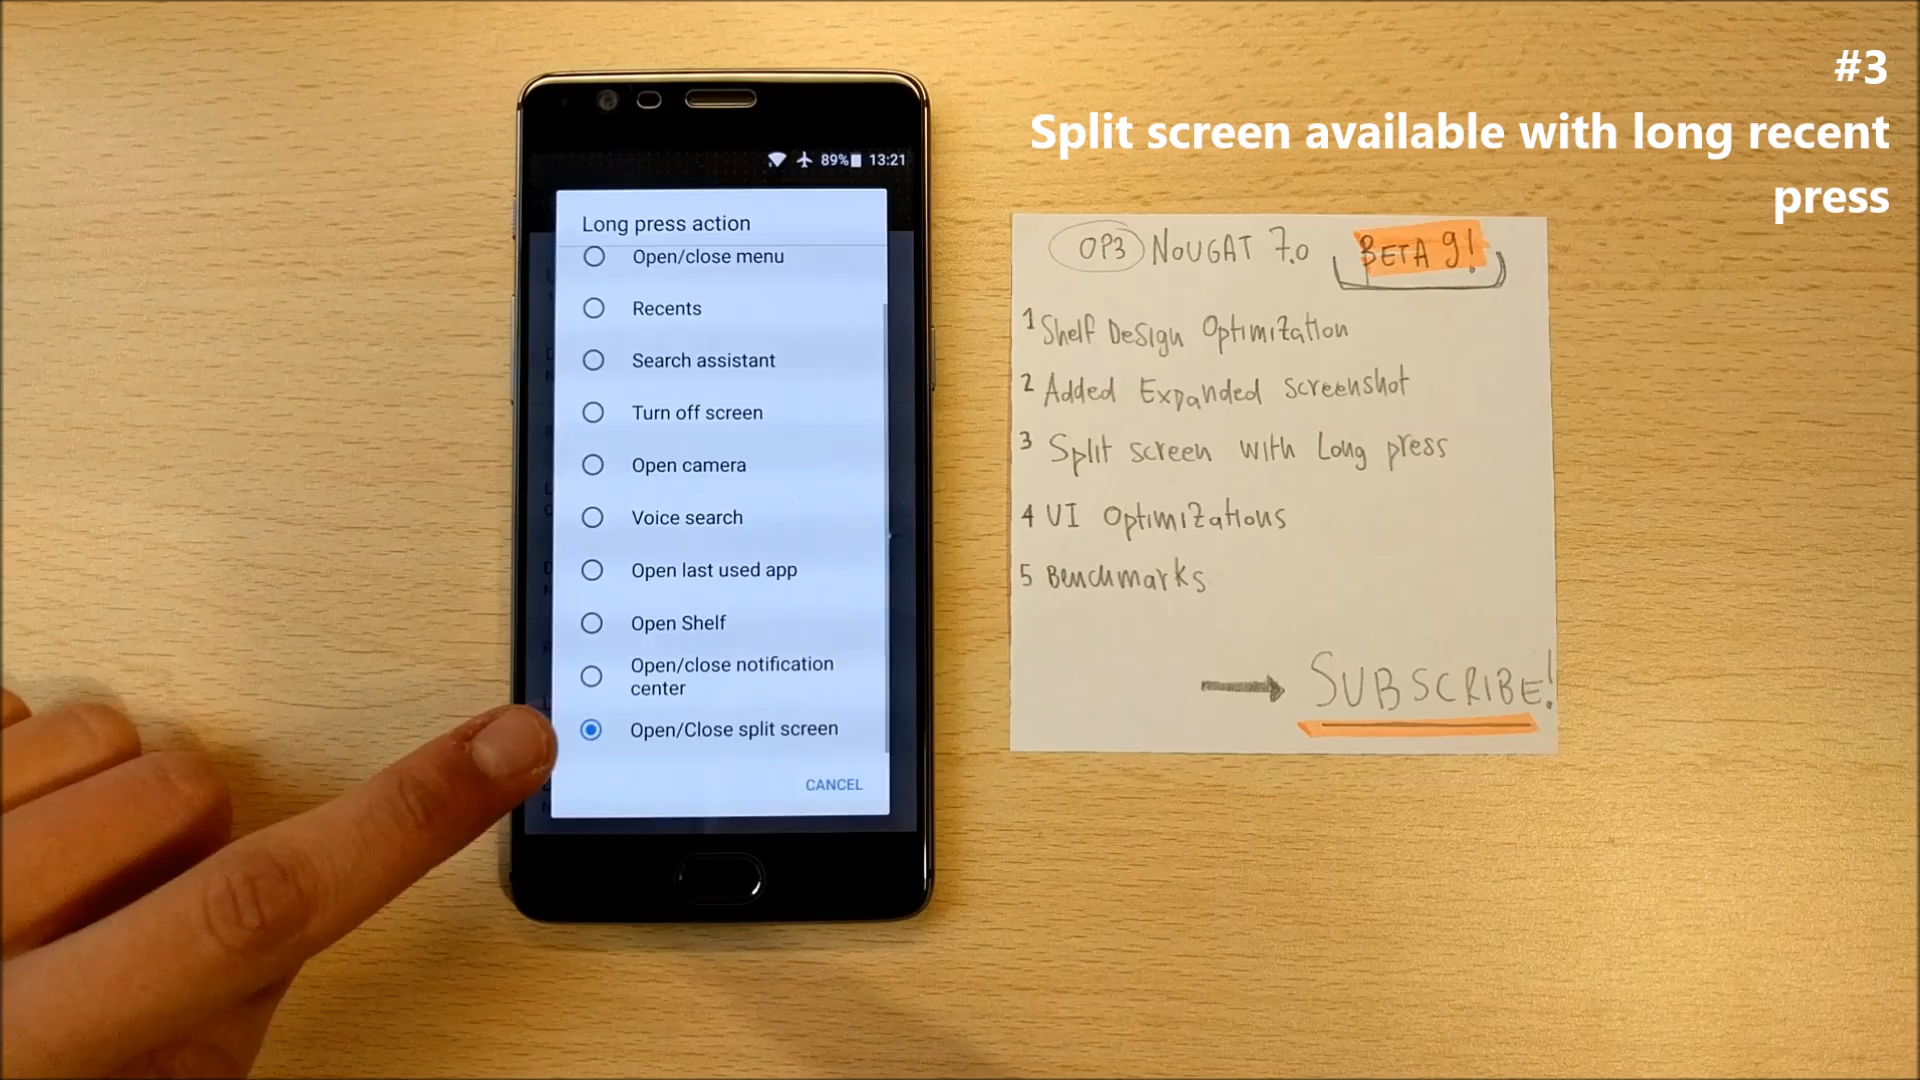 #3
Split screen available with long recent
press
89% 13:21
Long press action
Open/close menu
Recents
Search assistant
Turn off screen
Open camera
Voice search
Open last used app
Open Shelf
Open/close notification
center
Open/Close split screen
CANCEL
OP3 NOUGAT 7.0 BETA 9!
1 Shelf Design Optimization
2 Added Expanded screenshot
3 Split screen with Long press
4 UI Optimizations
5 Benchmarks
→ SUBSCRIBE!